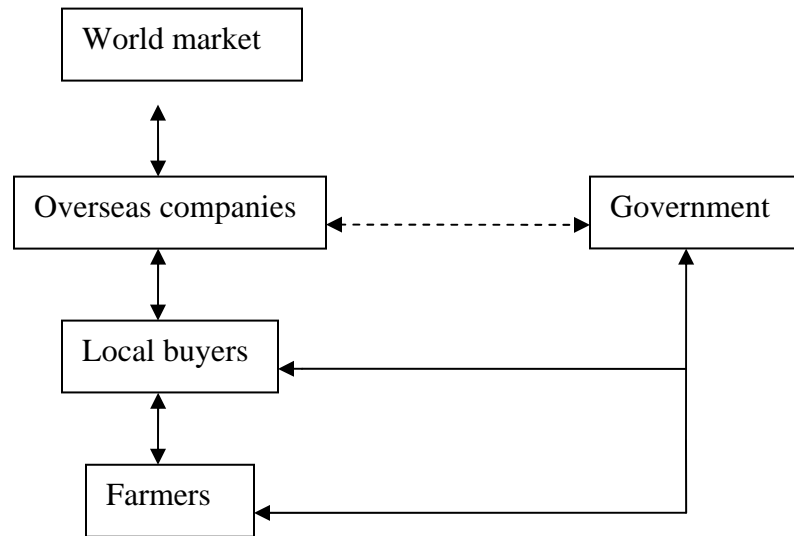 World market
Overseas companies
Government
Local buyers
Farmers